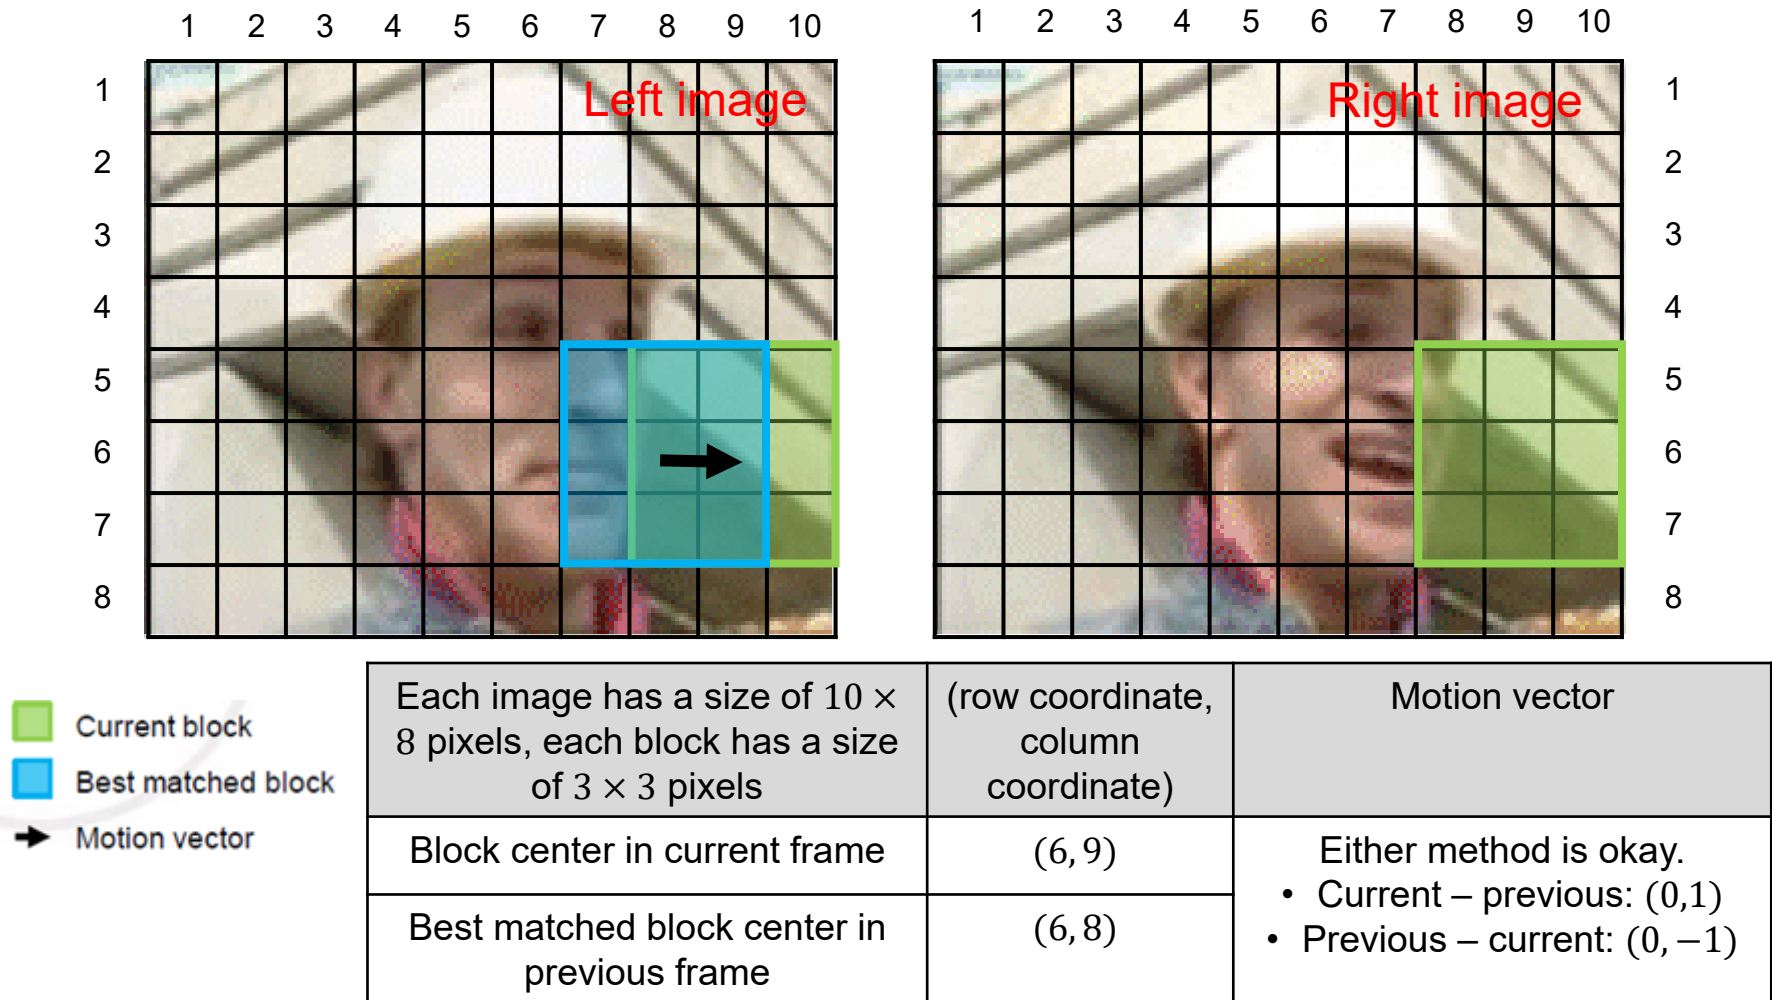 1 2 3 4 5 6 7 8 9 10
1 2 3 4 5 6 7 8 9 10
Left image
Right image
1
2
3
4
5
6
7
8
1
2
3
4
5
6
7
8
Current block
Best matched block
Motion vector
Each image has a size of 10 ×
8 pixels, each block has a size
of 3 × 3 pixels
(row coordinate,
column
coordinate)
Motion vector
Block center in current frame
(6, 9)
Best matched block center in
previous frame
(6, 8)
Either method is okay.
• Current – previous: (0,1)
• Previous – current: (0, −1)